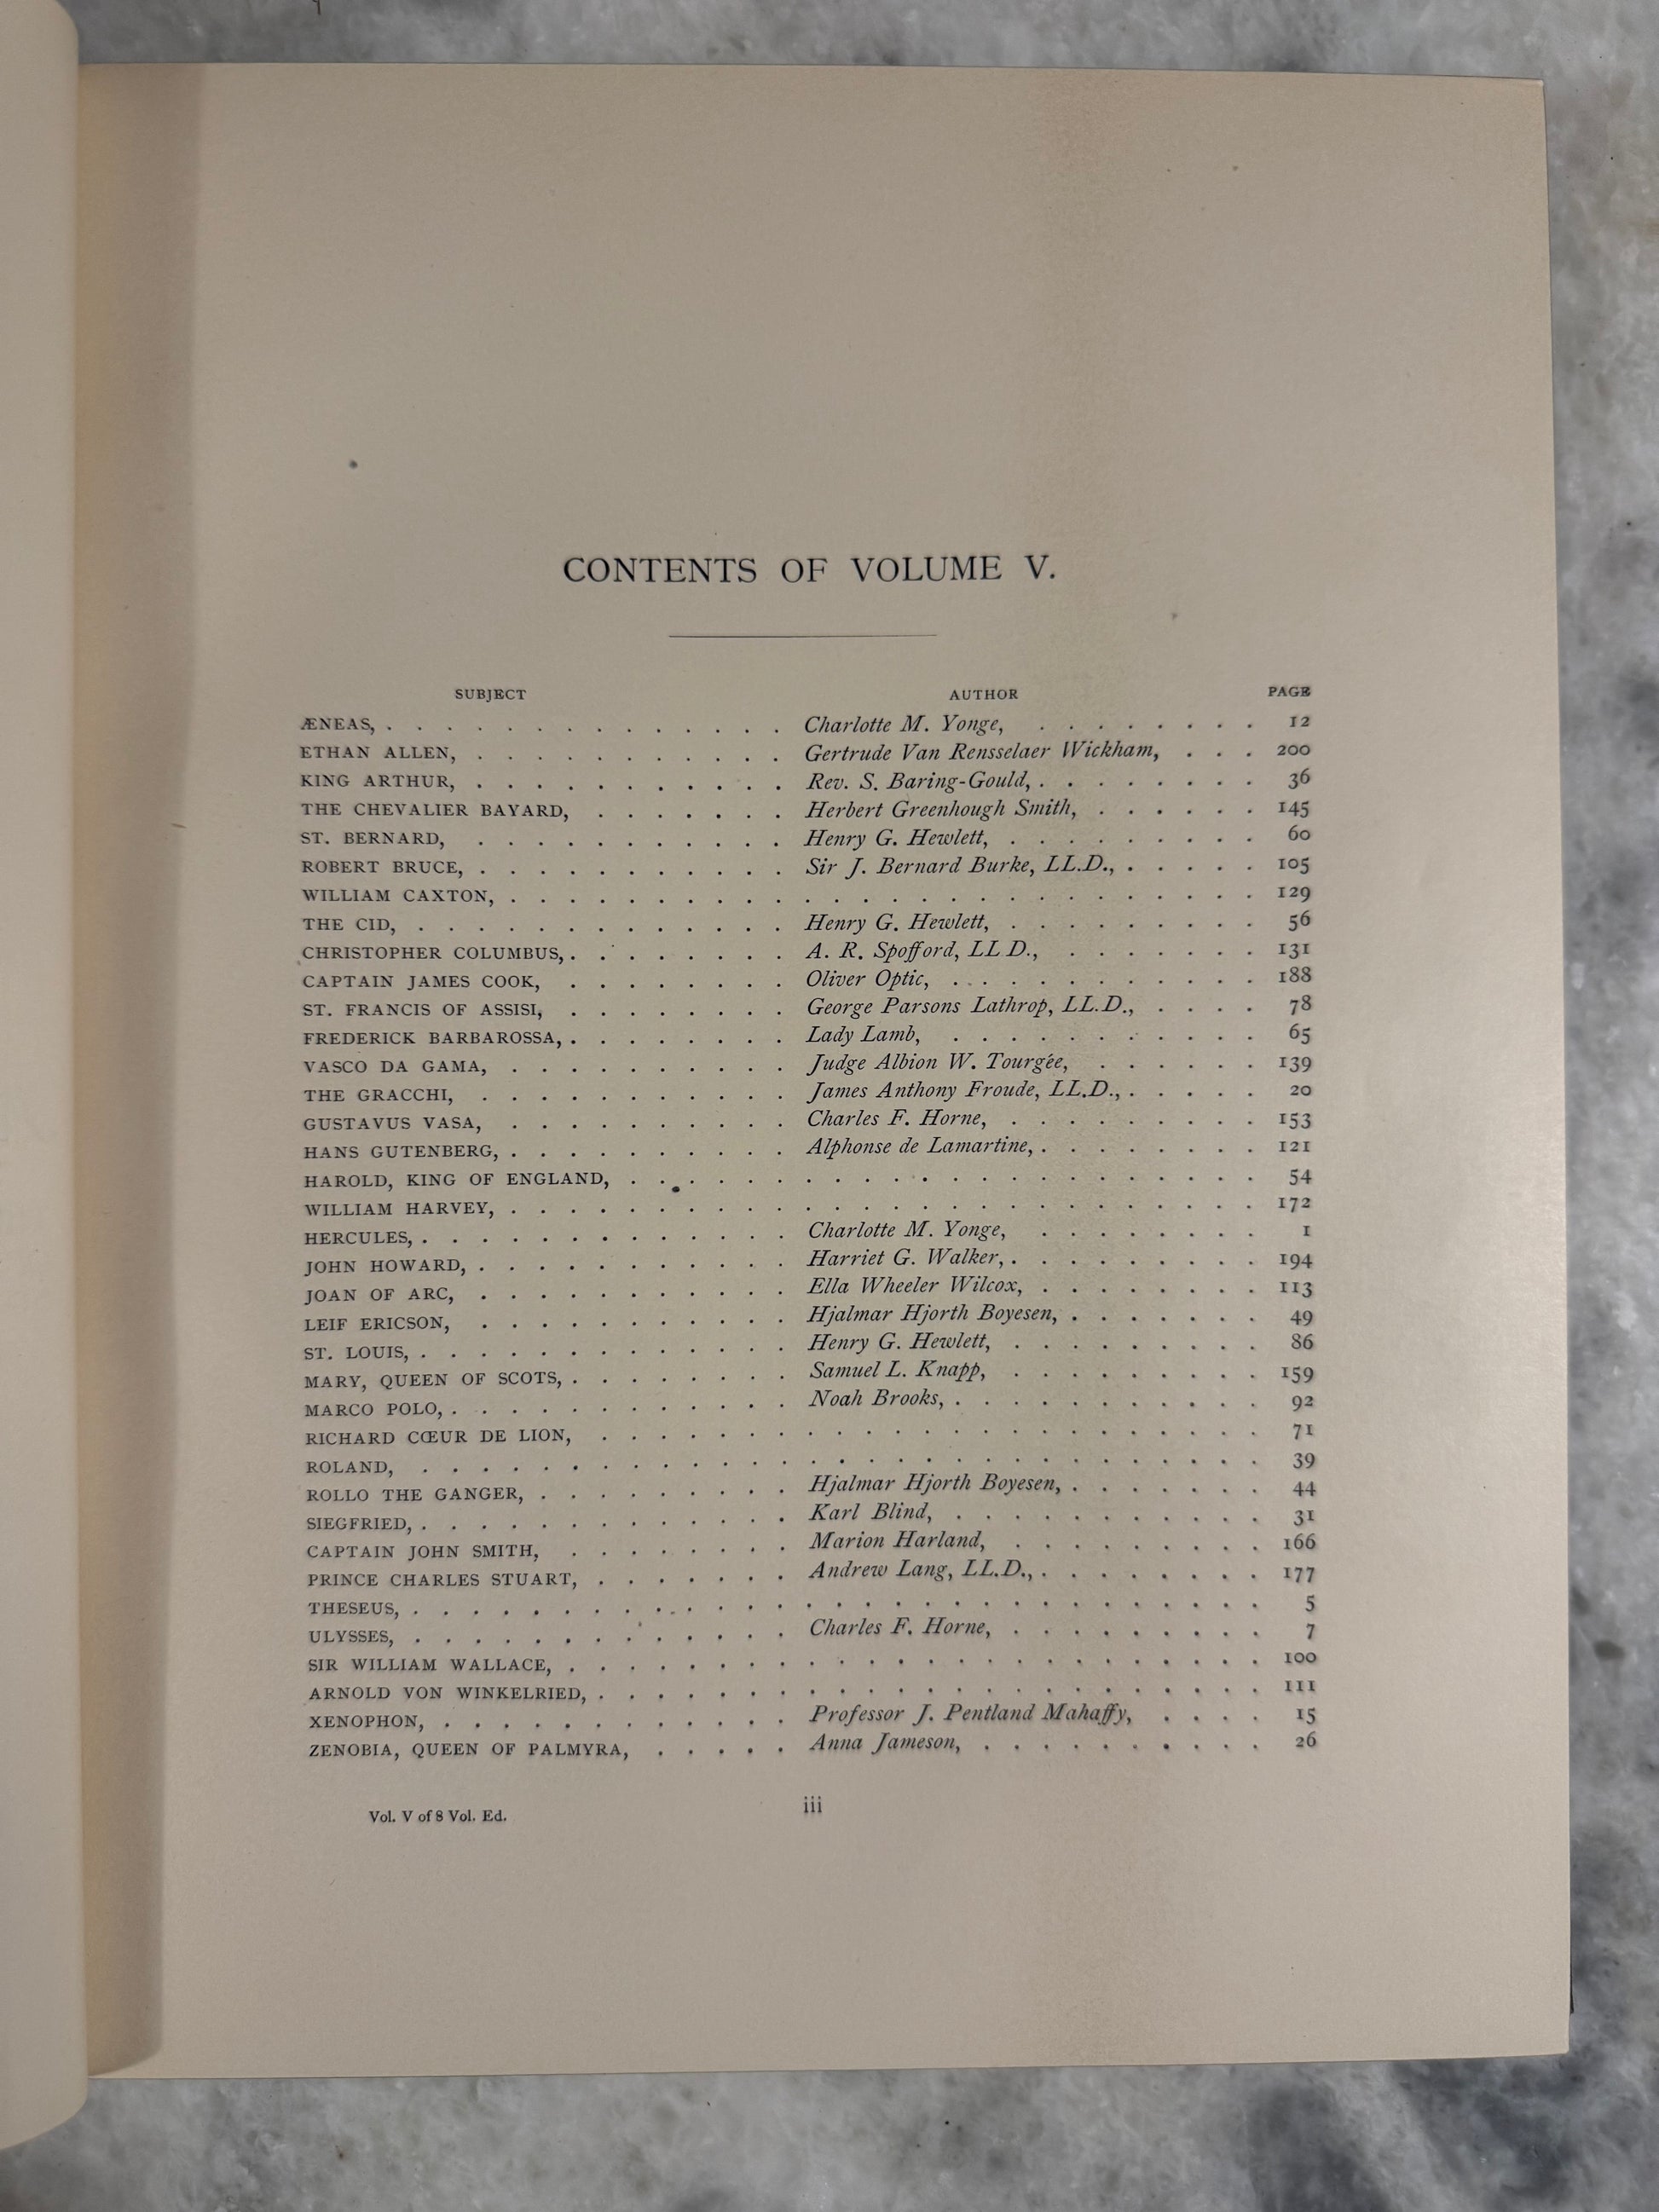 CONTENTS OF VOLUME V.
SUBJECT AUTHOR PAGE
ÆNEAS, . . . . . . . . . . . . . . Charlotte M. Yonge, . . . . . . . . 12
ETHAN ALLEN, . . . . . . . . . . . Gertrude Van Rensselaer Wickham, . . . 200
KING ARTHUR, . . . . . . . . . . . Rev. S. Baring-Gould, . . . . . . . . 36
THE CHEVALIER BAYARD, . . . . . . . Herbert Greenhough Smith, . . . . . . 145
ST. BERNARD, . . . . . . . . . . . Henry G. Hewlett, . . . . . . . . . 60
ROBERT BRUCE, . . . . . . . . . . . Sir J. Bernard Burke, LL.D., . . . . . 105
WILLIAM CAXTON, . . . . . . . . . . . . . . . . . . . . . . . . . . 129
THE CID, . . . . . . . . . . . . . Henry G. Hewlett, . . . . . . . . . 56
CHRISTOPHER COLUMBUS, . . . . . . . . A. R. Spofford, LL D., . . . . . . . 131
CAPTAIN JAMES COOK, . . . . . . . . Oliver Optic, . . . . . . . . . . . 188
ST. FRANCIS OF ASSISI, . . . . . . . . George Parsons Lathrop, LL.D., . . . . 78
FREDERICK BARBAROSSA, . . . . . . . . Lady Lamb, . . . . . . . . . . . 65
VASCO DA GAMA, . . . . . . . . . . Judge Albion W. Tourgée, . . . . . . 139
THE GRACCHI, . . . . . . . . . . . James Anthony Froude, LL.D., . . . . . 20
GUSTAVUS VASA, . . . . . . . . . . Charles F. Horne, . . . . . . . . . 153
HANS GUTENBERG, . . . . . . . . . . Alphonse de Lamartine, . . . . . . . . 121
HAROLD, KING OF ENGLAND, . . . . . . . . . . . . . . . . . . . . . . 54
WILLIAM HARVEY, . . . . . . . . . . . . . . . . . . . . . . . . . . 172
HERCULES, . . . . . . . . . . . . . Charlotte M. Yonge, . . . . . . . . 1
JOHN HOWARD, . . . . . . . . . . . Harriet G. Walker, . . . . . . . . . 194
JOAN OF ARC, . . . . . . . . . . . Ella Wheeler Wilcox, . . . . . . . . 113
LEIF ERICSON, . . . . . . . . . . . Hjalmar Hjorth Boyesen, . . . . . . . 49
ST. LOUIS, . . . . . . . . . . . . . Henry G. Hewlett, . . . . . . . . . 86
MARY, QUEEN OF SCOTS, . . . . . . . . Samuel L. Knapp, . . . . . . . . . 159
MARCO POLO, . . . . . . . . . . . . Noah Brooks, . . . . . . . . . . . 92
RICHARD CŒUR DE LION, . . . . . . . . . . . . . . . . . . . . . . . 71
ROLAND, . . . . . . . . . . . . . . . . . . . . . . . . . . . . . 39
ROLLO THE GANGER, . . . . . . . . . Hjalmar Hjorth Boyesen, . . . . . . . 44
SIEGFRIED, . . . . . . . . . . . . . Karl Blind, . . . . . . . . . . . 31
CAPTAIN JOHN SMITH, . . . . . . . . Marion Harland, . . . . . . . . . 166
PRINCE CHARLES STUART, . . . . . . . Andrew Lang, LL.D., . . . . . . . . 177
THESEUS, . . . . . . . . . . . . . . . . . . . . . . . . . . . . . 5
ULYSSES, . . . . . . . . . . . . . Charles F. Horne, . . . . . . . . . 7
SIR WILLIAM WALLACE, . . . . . . . . . . . . . . . . . . . . . . . . 100
ARNOLD VON WINKELRIED, . . . . . . . . . . . . . . . . . . . . . . . 111
XENOPHON, . . . . . . . . . . . . Professor J. Pentland Mahaffy, . . . . 15
ZENOBIA, QUEEN OF PALMYRA, . . . . . Anna Jameson, . . . . . . . . . . 26
Vol. V of 8 Vol. Ed. iii